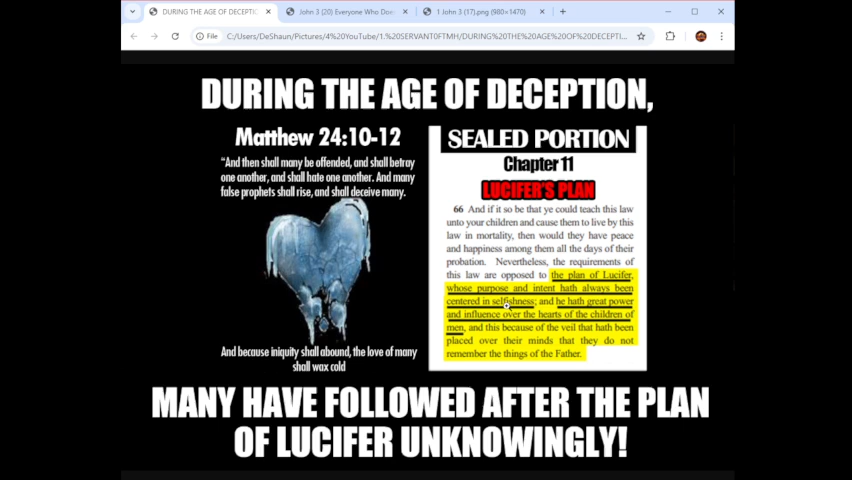 DURING THE AGE OF DECEPTIO
John 3 (20) Everyone Who Doe
1 John 3 (17).png (980×1470)
File
C:/Users/DeShaun/Pictures/4%20YouTube/1.%20SERVANT0FTMH/DURING%20THE%20AGE%20OF%20DECEPTI...
DURING THE AGE OF DECEPTION,
Matthew 24:10-12
"And then shall many be offended, and shall betray
one another, and shall hate one another. And many
false prophets shall rise, and shall deceive many.
And because iniquity shall abound, the love of many
shall wax cold
SEALED PORTION
Chapter 11
LUCIFER'S PLAN
66 And if it so be that ye could teach this law
unto your children and cause them to live by this
law in mortality, then would they have peace
and happiness among them all the days of their
probation. Nevertheless, the requirements of
this law are opposed to the plan of Lucifer,
whose purpose and intent hath always been
centered in selfishness; and he hath great power
and influence over the hearts of the children of
men, and this because of the veil that hath been
placed over their minds that they do not
remember the things of the Father.
MANY HAVE FOLLOWED AFTER THE PLAN
OF LUCIFER UNKNOWINGLY!